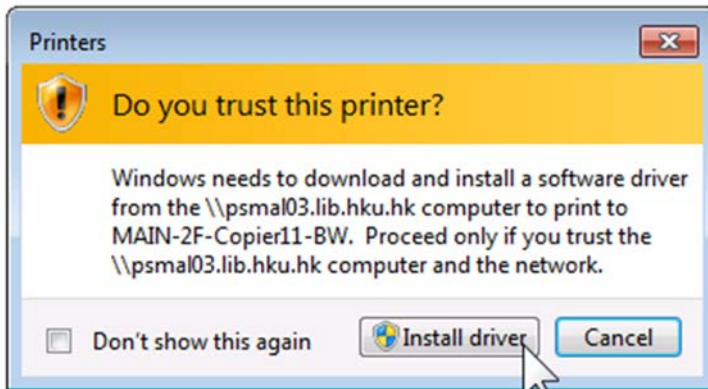 Printers
Do you trust this printer?
Windows needs to download and install a software driver
from the \\psmal03.lib.hku.hk computer to print to
MAIN-2F-Copier11-BW.  Proceed only if you trust the
\\psmal03.lib.hku.hk computer and the network.
Don't show this again
Install driver
Cancel